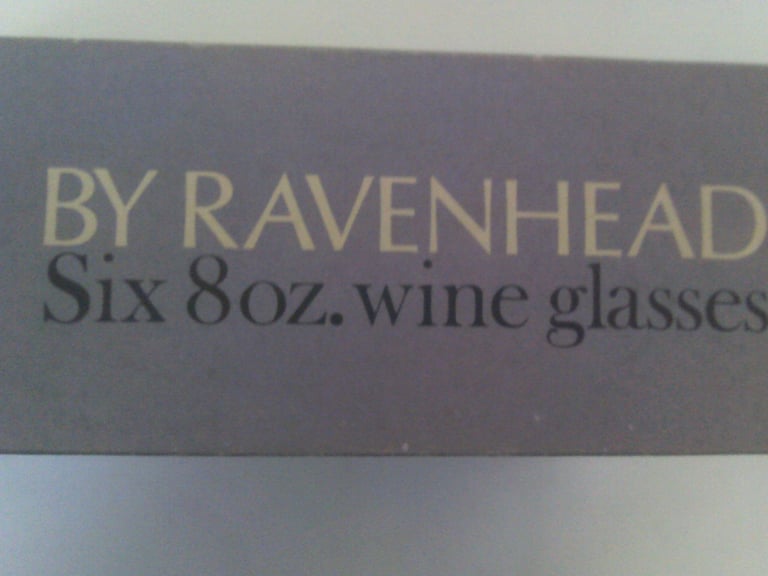 BY RAVENHEAD
Six 8oz. wine glasses